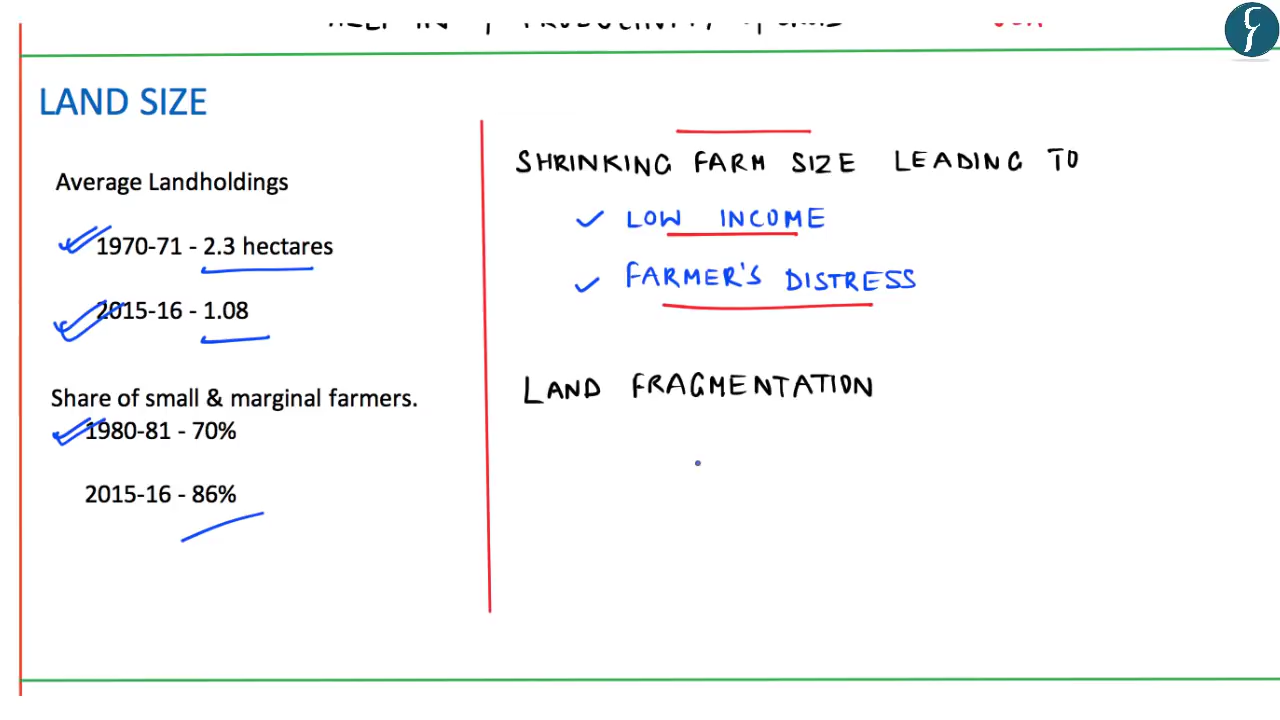 LAND SIZE
Average Landholdings
1970-71 - 2.3 hectares
2015-16 - 1.08
Share of small & marginal farmers.
1980-81 - 70%
2015-16 - 86%
SHRINKING FARM SIZE LEADING TO
LOW INCOME
FARMER'S DISTRESS
LAND FRAGMENTATION